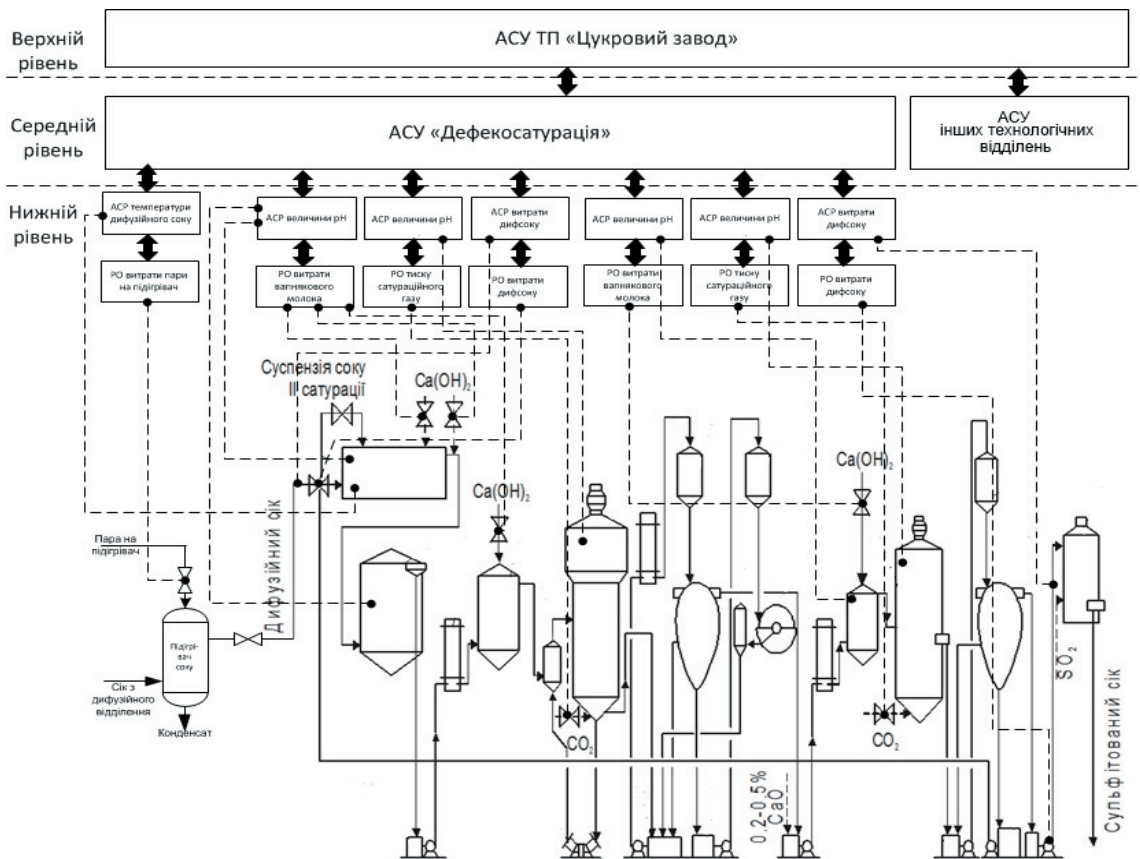 Верхній
рівень
АСУ ТП «Цукровий завод»
Середній
рівень
АСУ «Дефекосатурація»
АСУ
інших технологічних
відділень
Нижній
рівень
АСР температури
дифузійного соку
АСР величини рН
АСР величини рН
АСР витрати
дифсоку
АСР величини рН
АСР величини рН
АСР витрати
дифсоку
РО витрати пари
на підігрівач
РО витрати
вапнякового
молока
РО тиску
сатураційного
газу
РО витрати
дифсоку
РО витрати
вапнякового
молока
РО тиску
сатураційного
газу
РО витрати
дифсоку
Суспензія соку
ІІ сатурації
Ca(OH)2
Ca(OH)2
Ca(OH)2
Дифузійний сік
Пара на
підігрівач
Підігрі-
вач
соку
Сік з
дифузійного
відділення
Конденсат
CO2
0,2-0,5%
CaO
CO2
SO2
Сульфітований сік